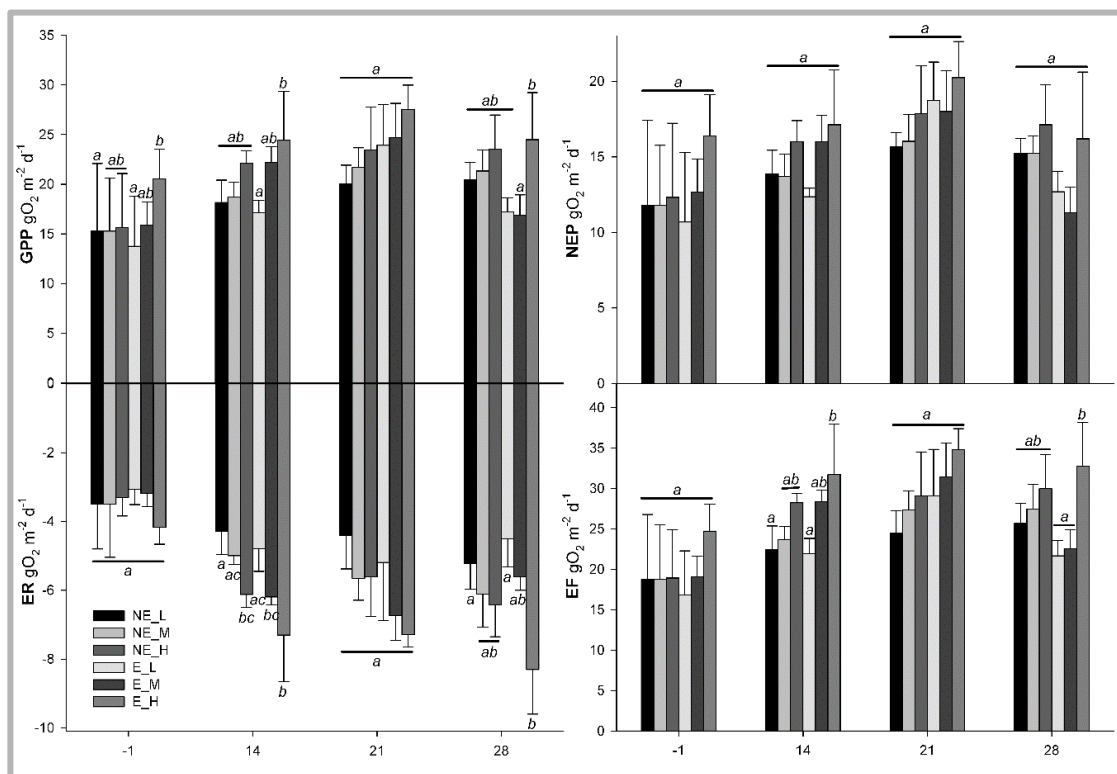 GPP gO2 m-2 d-1
35
30
25
20
15
10
5
0
a
ab
a
ab
b
ab
a
ab
b
a
ab
a
b
ER gO2 m-2 d-1
-2
-4
-6
-8
-10
a
a
ac
bc
ac
bc
b
a
a
ab
a
ab
b
NE_L
NE_M
NE_H
E_L
E_M
E_H
-1
14
21
28
NEP gO2 m-2 d-1
20
15
10
5
0
a
a
a
a
EF gO2 m-2 d-1
40
35
30
25
20
15
10
5
0
a
a
ab
a
ab
b
a
ab
a
b
-1
14
21
28